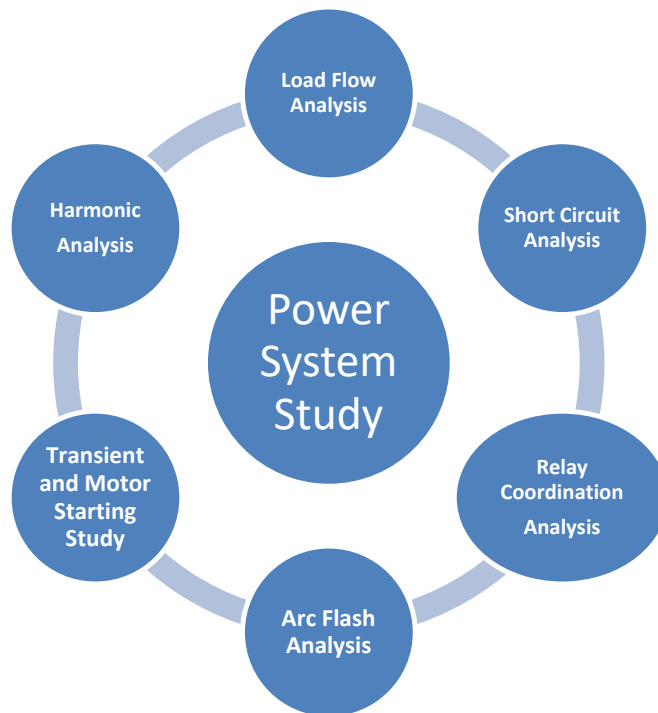 Load Flow
Analysis
Short Circuit
Analysis
Relay
Coordination
Analysis
Arc Flash
Analysis
Transient
and Motor
Starting
Study
Harmonic
Analysis
Power
System
Study